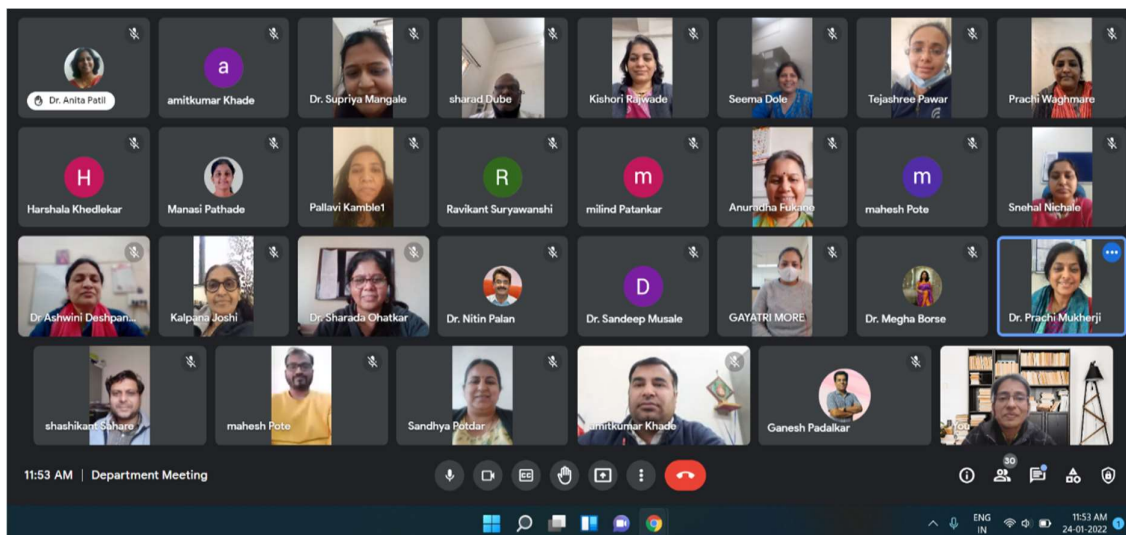 Dr. Anita Patil
a
amitkumar Khade
Dr. Supriya Mangale
sharad Dube
Kishori Rajwade
Seema Dole
Tejashree Pawar
Prachi Waghmare
H
Harshala Khedlekar
Manasi Pathade
Pallavi Kamble1
R
Ravikant Suryawanshi
m
milind Patankar
Anuradha Fukane
m
mahesh Pote
Snehal Nichale
Dr Ashwini Deshpan...
Kalpana Joshi
Dr. Sharada Ohatkar
Dr. Nitin Palan
D
Dr. Sandeep Musale
GAYATRI MORE
Dr. Megha Borse
Dr. Prachi Mukherji
shashikant Sahare
mahesh Pote
Sandhya Potdar
amitkumar Khade
Ganesh Padalkar
You
11:53 AM | Department Meeting
CC
30
ENG
IN
11:53 AM
24-01-2022
1